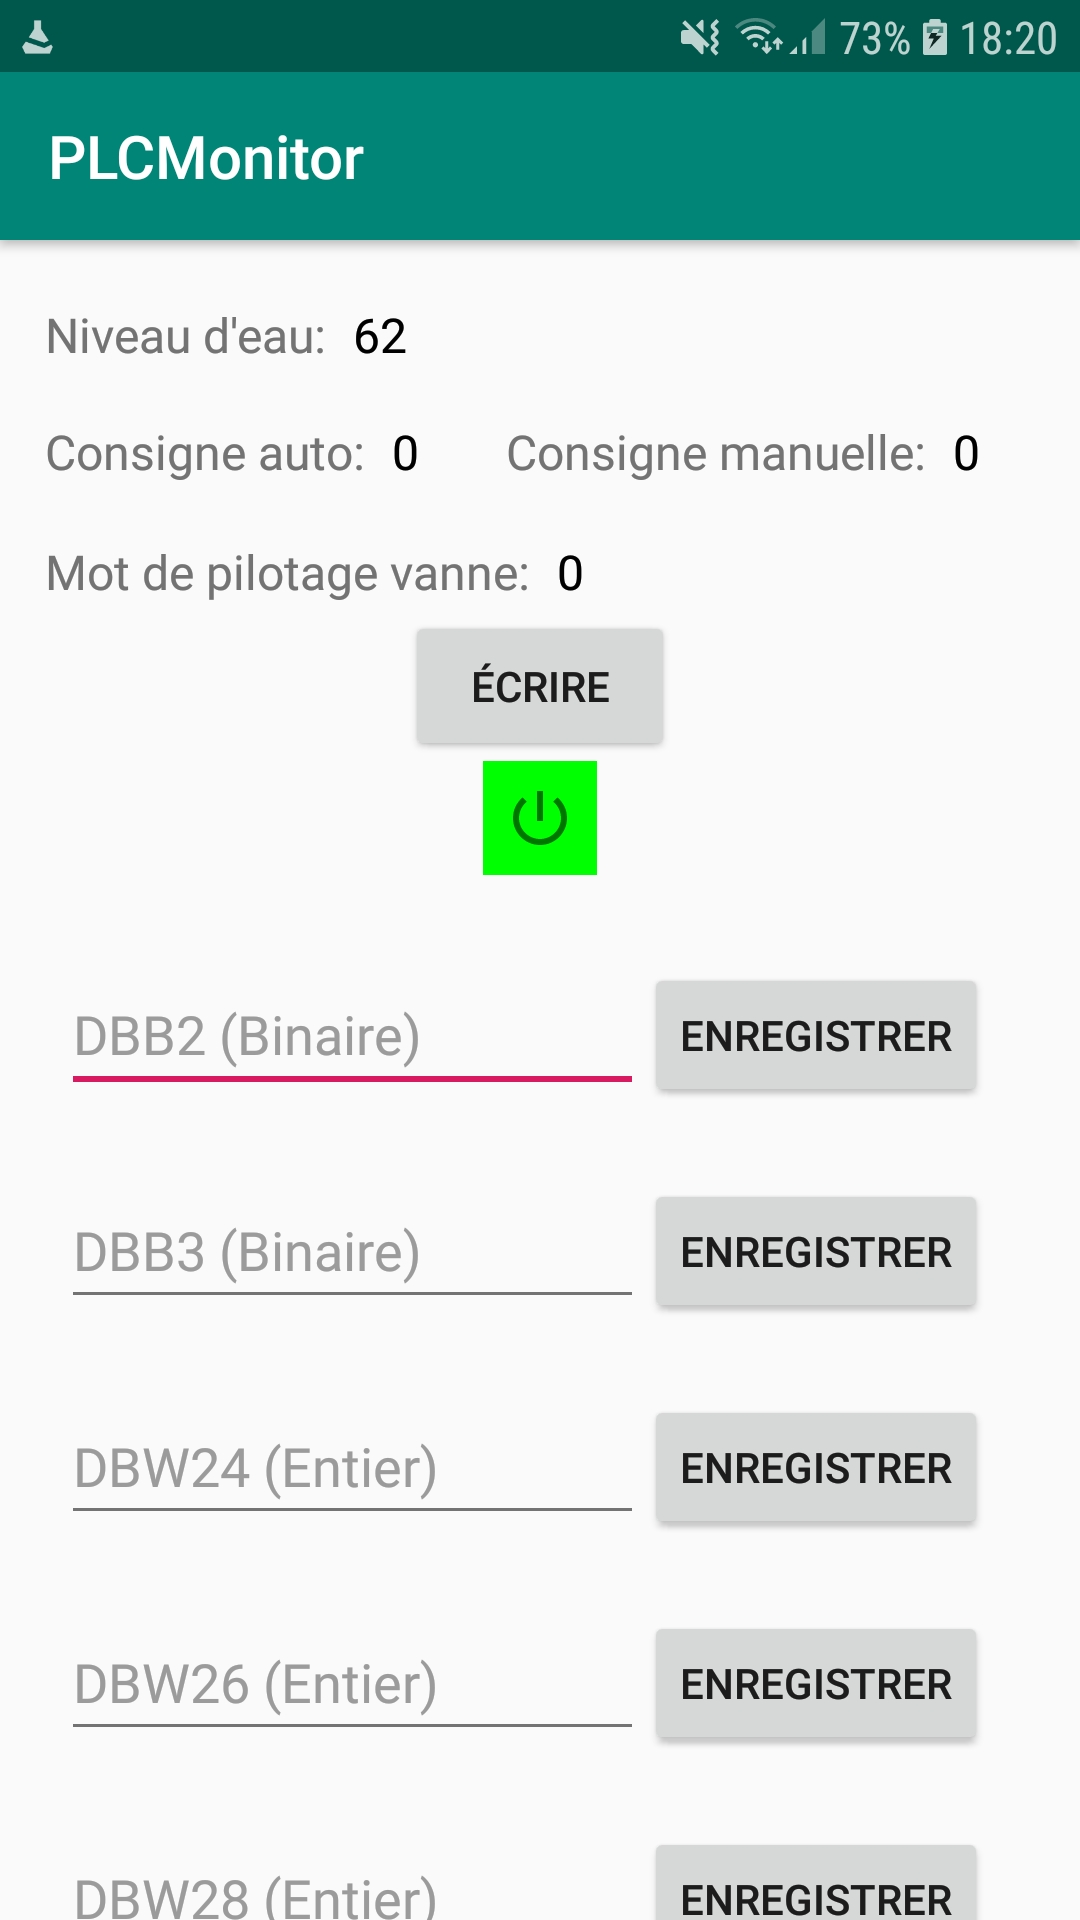 73% 18:20
PLCMonitor
Niveau d'eau: 62
Consigne auto: 0 Consigne manuelle: 0
Mot de pilotage vanne: 0
ÉCRIRE
DBB2 (Binaire) ENREGISTRER
DBB3 (Binaire) ENREGISTRER
DBW24 (Entier) ENREGISTRER
DBW26 (Entier) ENREGISTRER
DBW28 (Entier) ENREGISTRER